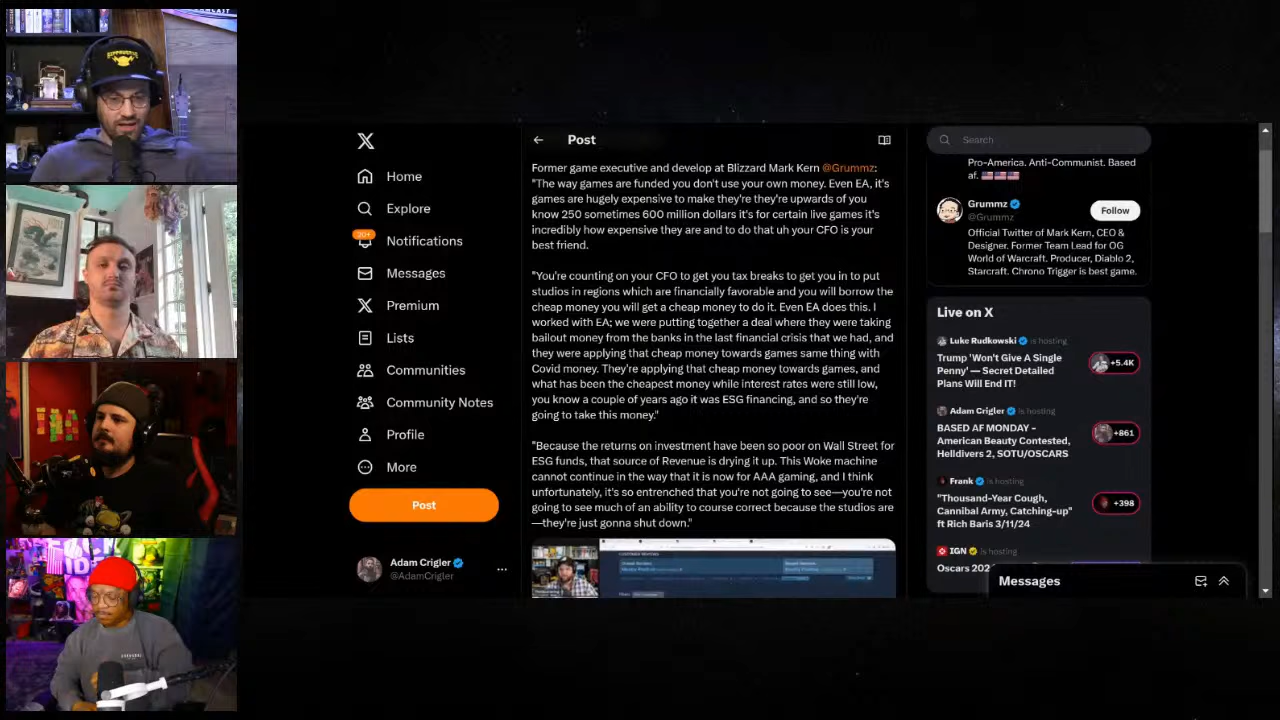 Post
Search
Home
Explore
20+
Notifications
Messages
Premium
Lists
Communities
Community Notes
Profile
More
Post
Adam Crigler
@AdamCrigler
Former game executive and develop at Blizzard Mark Kern @Grummz:
"The way games are funded you don't use your own money. Even EA, it's
games are hugely expensive to make they're they're upwards of you
know 250 sometimes 600 million dollars it's for certain live games it's
incredibly how expensive they are and to do that uh your CFO is your
best friend.
"You're counting on your CFO to get you tax breaks to get you in to put
studios in regions which are financially favorable and you will borrow the
cheap money you will get a cheap money to do it. Even EA does this. I
worked with EA; we were putting together a deal where they were taking
bailout money from the banks in the last financial crisis that we had, and
they were applying that cheap money towards games same thing with
Covid money. They're applying that cheap money towards games, and
what has been the cheapest money while interest rates were still low,
you know a couple of years ago it was ESG financing, and so they're
going to take this money."
"Because the returns on investment have been so poor on Wall Street for
ESG funds, that source of Revenue is drying it up. This Woke machine
cannot continue in the way that it is now for AAA gaming, and I think
unfortunately, it's so entrenched that you're not going to see—you're not
going to see much of an ability to course correct because the studios are
—they're just gonna shut down."
Pro-America. Anti-Communist. Based
af.
Grummz
@Grummz
Follow
Official Twitter of Mark Kern, CEO &
Designer. Former Team Lead for OG
World of Warcraft. Producer, Diablo 2,
Starcraft. Chrono Trigger is best game.
Live on X
Luke Rudkowski is hosting
Trump 'Won't Give A Single
Penny' — Secret Detailed
Plans Will END IT!
+5.4K
Adam Crigler is hosting
BASED AF MONDAY -
American Beauty Contested,
Helldivers 2, SOTU/OSCARS
+861
Frank is hosting
"Thousand-Year Cough,
Cannibal Army, Catching-up"
ft Rich Baris 3/11/24
+398
IGN is hosting
Oscars 202
Messages